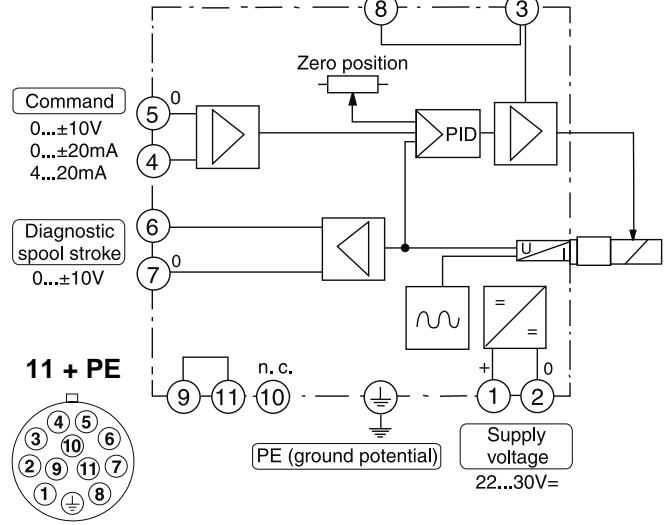 8 3
Zero position
Command
0...±10V
0...±20mA
4...20mA
5 0
4
PID
Diagnostic
spool stroke
0...±10V
6
7 0
U
L
=
=
11 + PE
n. c.
+ 0
9 11 10 1 2
PE (ground potential)
Supply
voltage
22...30V=
4 5
3 10 6
2 9 11 7
1 8